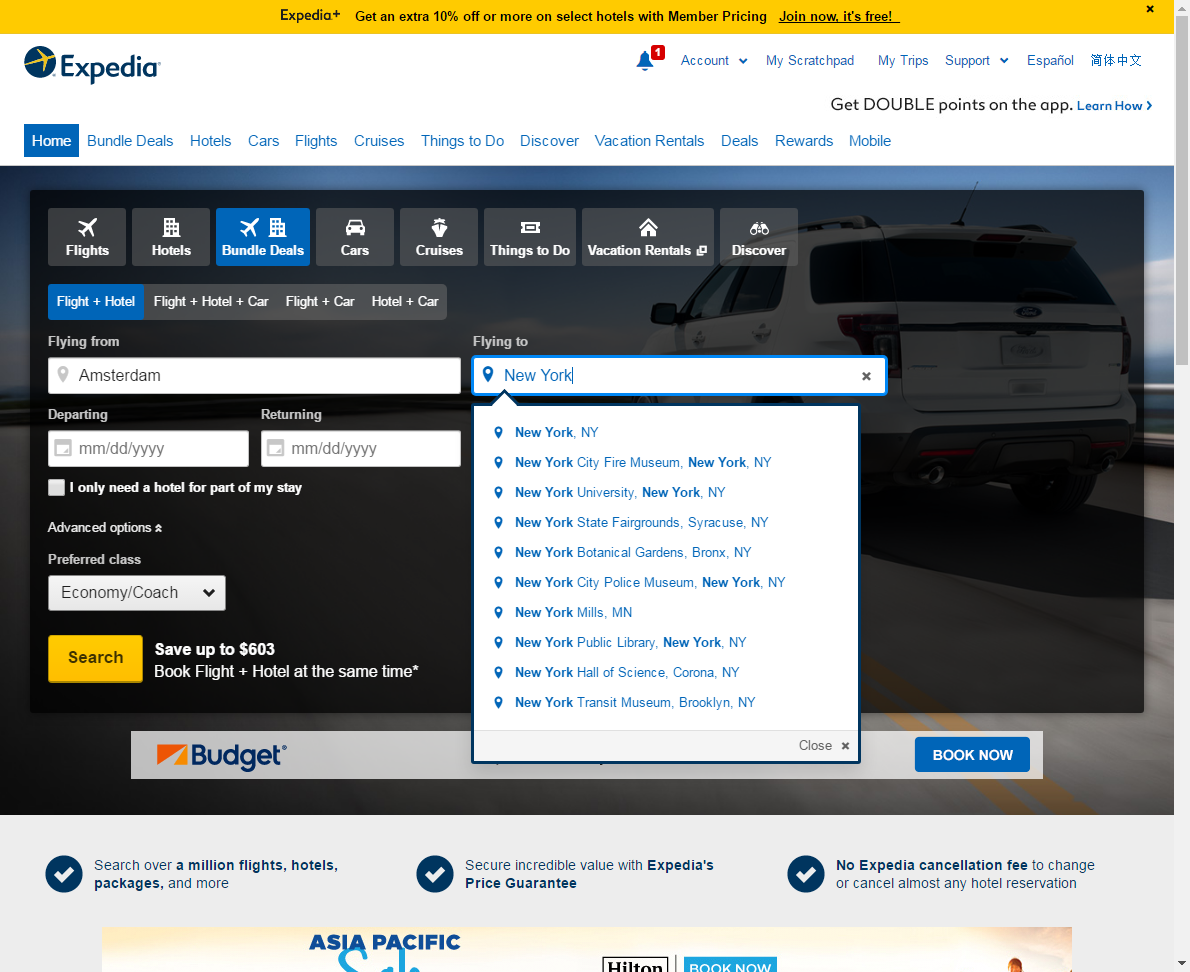 Expedia+ Get an extra 10% off or more on select hotels with Member Pricing Join now, it's free!
Expedia
1
Account My Scratchpad My Trips Support Español 简体中文
Get DOUBLE points on the app. Learn How
Home Bundle Deals Hotels Cars Flights Cruises Things to Do Discover Vacation Rentals Deals Rewards Mobile
Flights Hotels Bundle Deals Cars Cruises Things to Do Vacation Rentals Discover
Flight + Hotel Flight + Hotel + Car Flight + Car Hotel + Car
Flying from Flying to
Amsterdam New York
Departing Returning
mm/dd/yyyy mm/dd/yyyy
I only need a hotel for part of my stay
Advanced options
Preferred class
Economy/Coach
Search
Save up to $603
Book Flight + Hotel at the same time*
New York, NY
New York City Fire Museum, New York, NY
New York University, New York, NY
New York State Fairgrounds, Syracuse, NY
New York Botanical Gardens, Bronx, NY
New York City Police Museum, New York, NY
New York Mills, MN
New York Public Library, New York, NY
New York Hall of Science, Corona, NY
New York Transit Museum, Brooklyn, NY
Close
Budget BOOK NOW
Search over a million flights, hotels,
packages, and more
Secure incredible value with Expedia's
Price Guarantee
No Expedia cancellation fee to change
or cancel almost any hotel reservation
ASIA PACIFIC
Hilton BOOK NOW